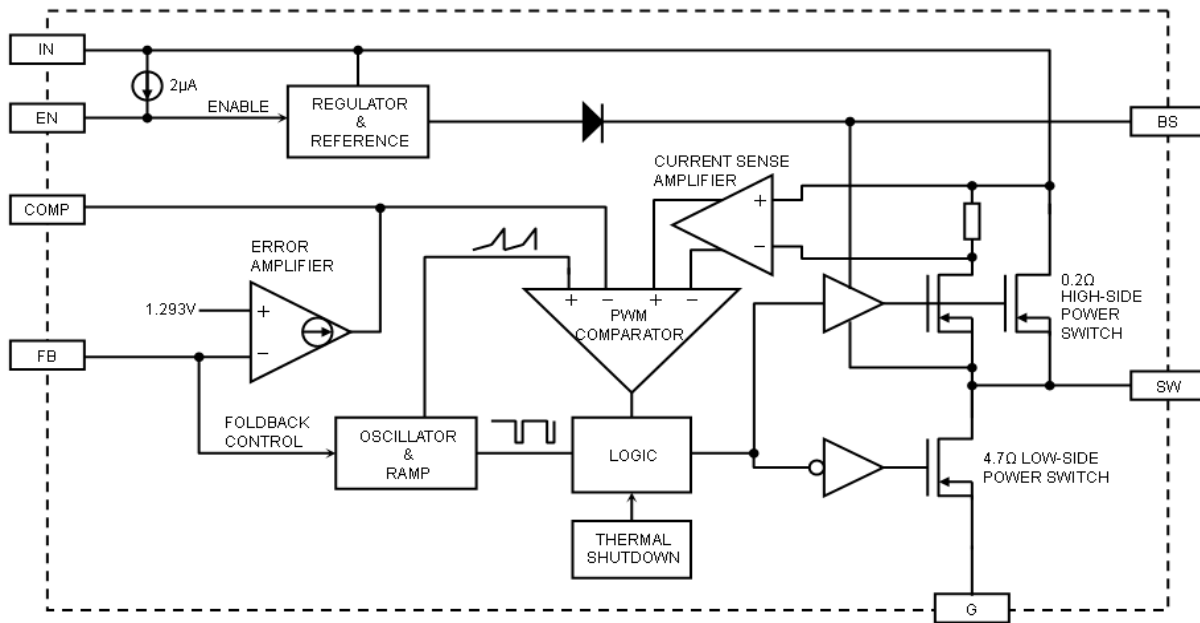 IN
2µA
EN
ENABLE
REGULATOR
&
REFERENCE
BS
CURRENT SENSE
AMPLIFIER
COMP
+
−
ERROR
AMPLIFIER
1.293V
+
−
+ − + −
PWM
COMPARATOR
0.2Ω
HIGH-SIDE
POWER
SWITCH
FB
SW
FOLDBACK
CONTROL
OSCILLATOR
&
RAMP
LOGIC
4.7Ω LOW-SIDE
POWER SWITCH
THERMAL
SHUTDOWN
G